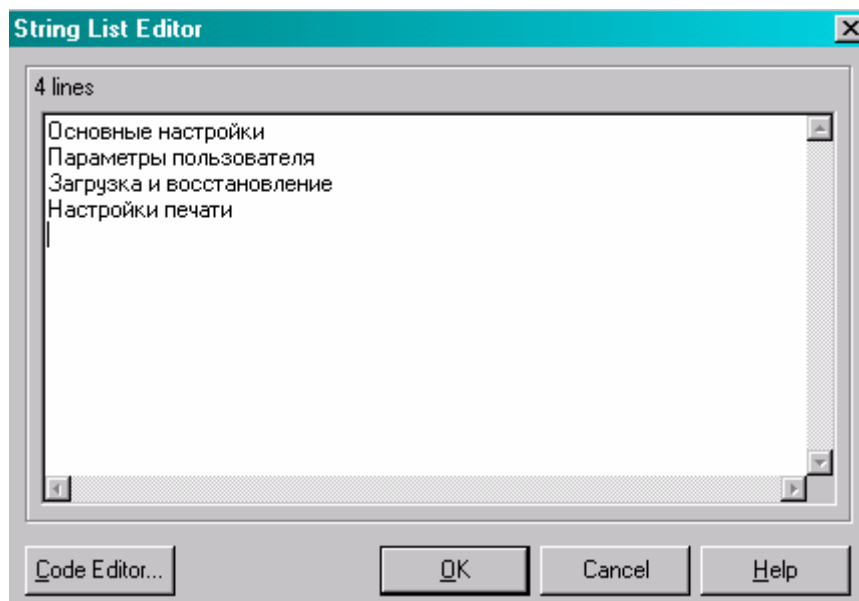 String List Editor
4 lines
Основные настройки
Параметры пользователя
Загрузка и восстановление
Настройки печати
Code Editor... OK Cancel Help